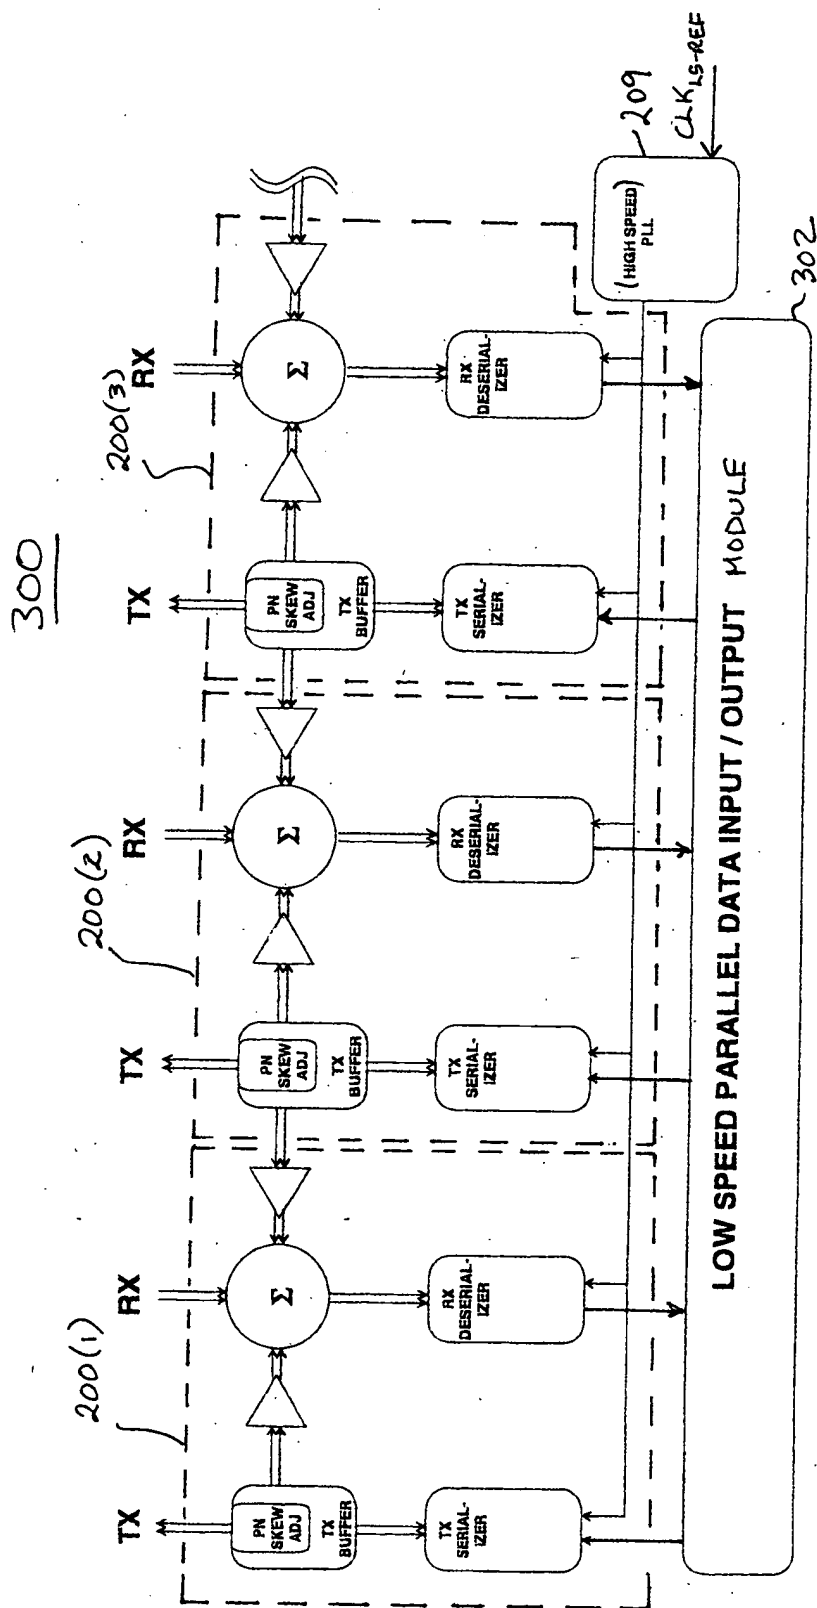 300
200(1)
200(2)
200(3)
TX
RX
TX
RX
TX
RX
PN
SKEW
ADJ
TX
BUFFER
Σ
PN
SKEW
ADJ
TX
BUFFER
Σ
PN
SKEW
ADJ
TX
BUFFER
Σ
TX
SERIAL-
IZER
RX
DESERIAL-
IZER
TX
SERIAL-
IZER
RX
DESERIAL-
IZER
TX
SERIAL-
IZER
RX
DESERIAL-
IZER
(HIGH SPEED)
PLL
209
CLK LS-REF
LOW SPEED PARALLEL DATA INPUT / OUTPUT MODULE
302